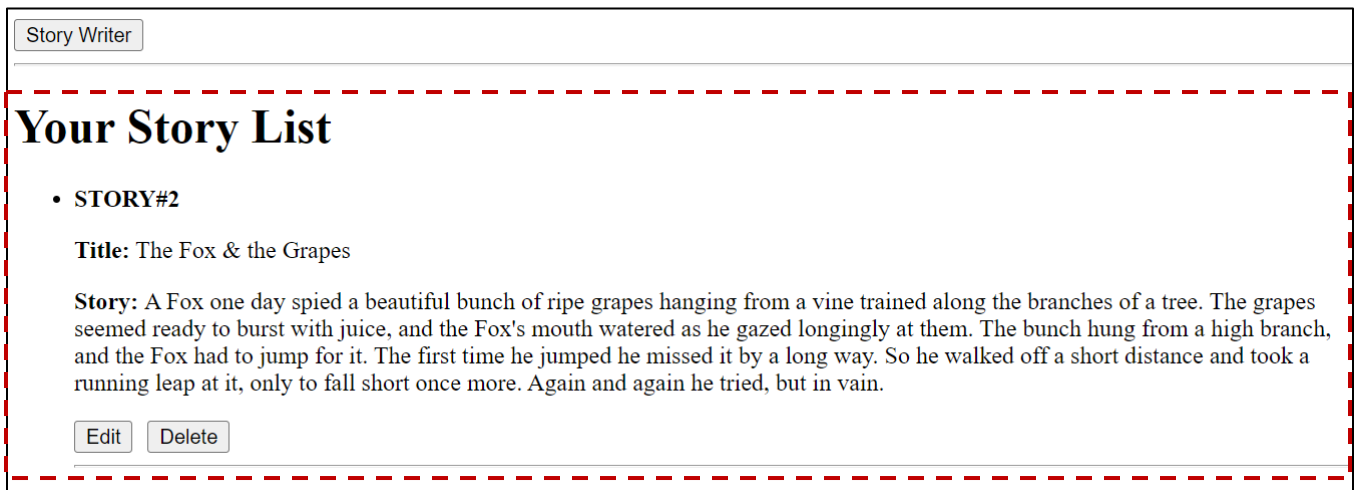 Story Writer
Your Story List
• STORY#2
Title: The Fox & the Grapes
Story: A Fox one day spied a beautiful bunch of ripe grapes hanging from a vine trained along the branches of a tree. The grapes
seemed ready to burst with juice, and the Fox's mouth watered as he gazed longingly at them. The bunch hung from a high branch,
and the Fox had to jump for it. The first time he jumped he missed it by a long way. So he walked off a short distance and took a
running leap at it, only to fall short once more. Again and again he tried, but in vain.
Edit Delete